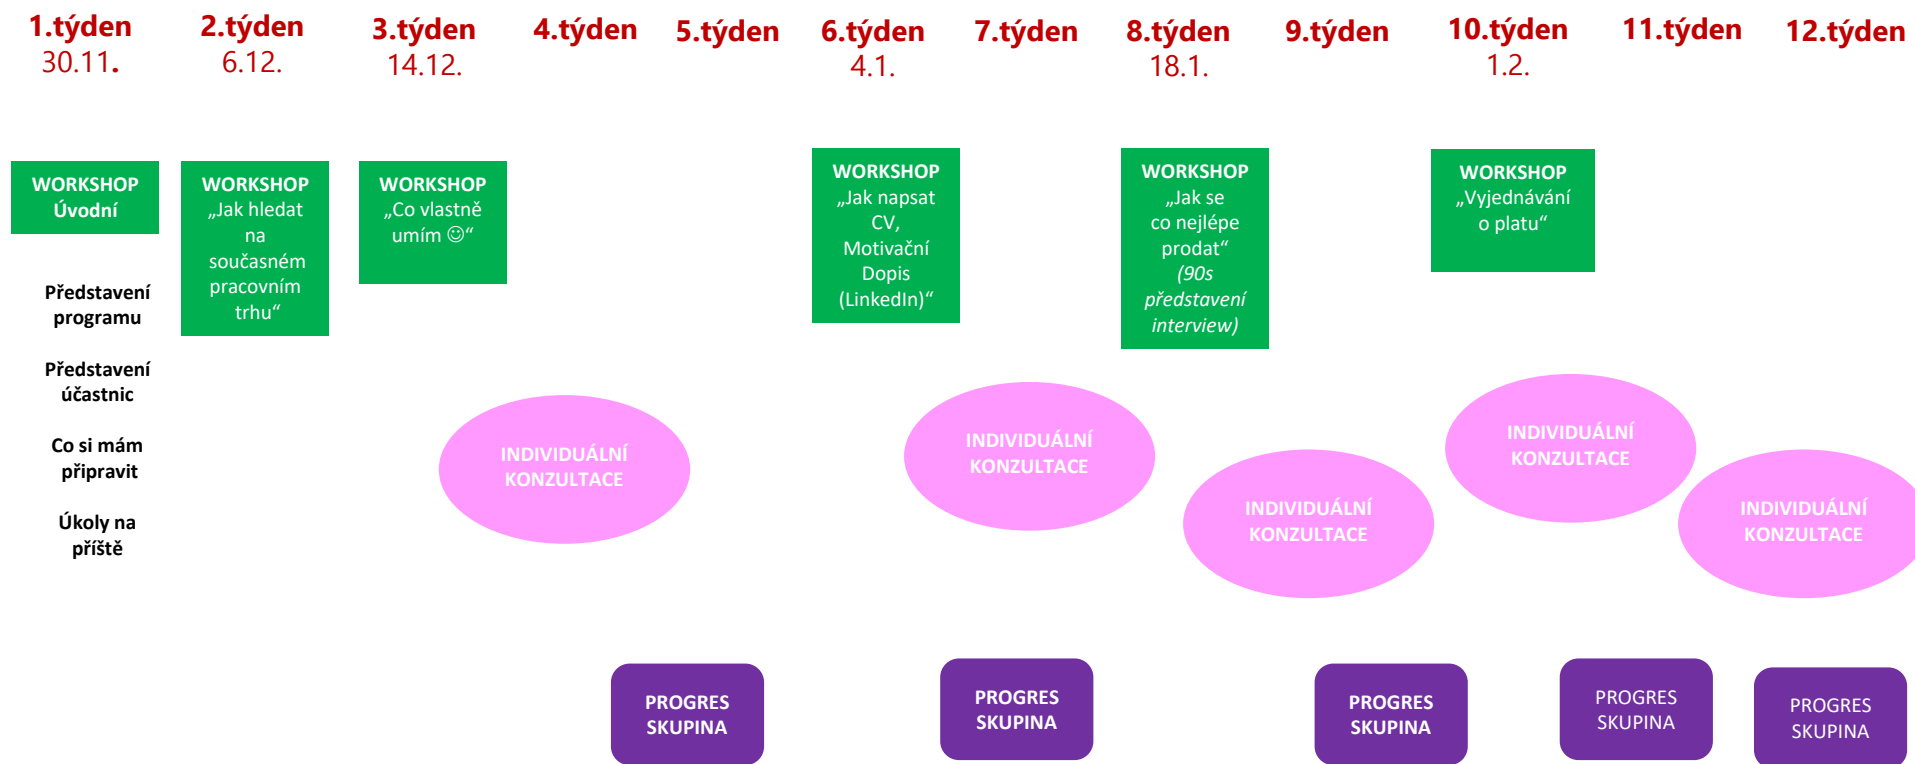 1.týden
30.11.
2.týden
6.12.
3.týden
14.12.
4.týden
5.týden
6.týden
4.1.
7.týden
8.týden
18.1.
9.týden
10.týden
1.2.
11.týden
12.týden
WORKSHOP
Úvodní
WORKSHOP
„Jak hledat
na
současném
pracovním
trhu“
WORKSHOP
„Co vlastně
umím ☺“
WORKSHOP
„Jak napsat
CV,
Motivační
Dopis
(LinkedIn)“
WORKSHOP
„Jak se
co nejlépe
prodat“
(90s
představení
interview)
WORKSHOP
„Vyjednávání
o platu“
Představení
programu
Představení
účastnic
Co si mám
připravit
Úkoly na
příště
INDIVIDUÁLNÍ
KONZULTACE
INDIVIDUÁLNÍ
KONZULTACE
INDIVIDUÁLNÍ
KONZULTACE
INDIVIDUÁLNÍ
KONZULTACE
INDIVIDUÁLNÍ
KONZULTACE
PROGRES
SKUPINA
PROGRES
SKUPINA
PROGRES
SKUPINA
PROGRES
SKUPINA
PROGRES
SKUPINA